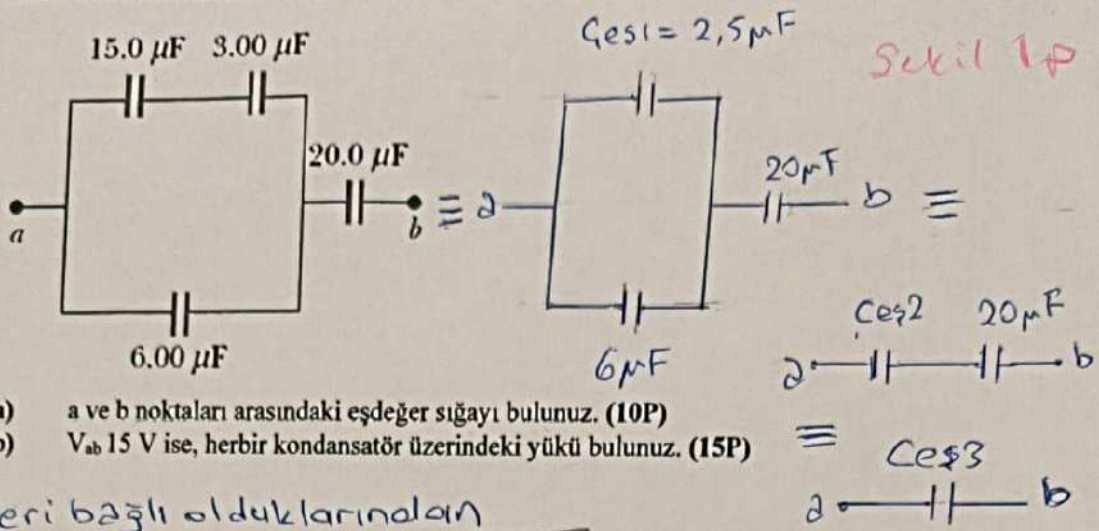 15.0 μF 3.00 μF
20.0 μF
a
b
6.00 μF
Çeş1 = 2,5μF
Şekil 1p
≡ a
20μF
b ≡
6μF
Ceş2 20μF
a b
≡
Ceş3
a b
a) a ve b noktaları arasındaki eşdeğer sığayı bulunuz. (10P)
b) Vab 15 V ise, herbir kondansatör üzerindeki yükü bulunuz. (15P)
eri bağlı olduklarından